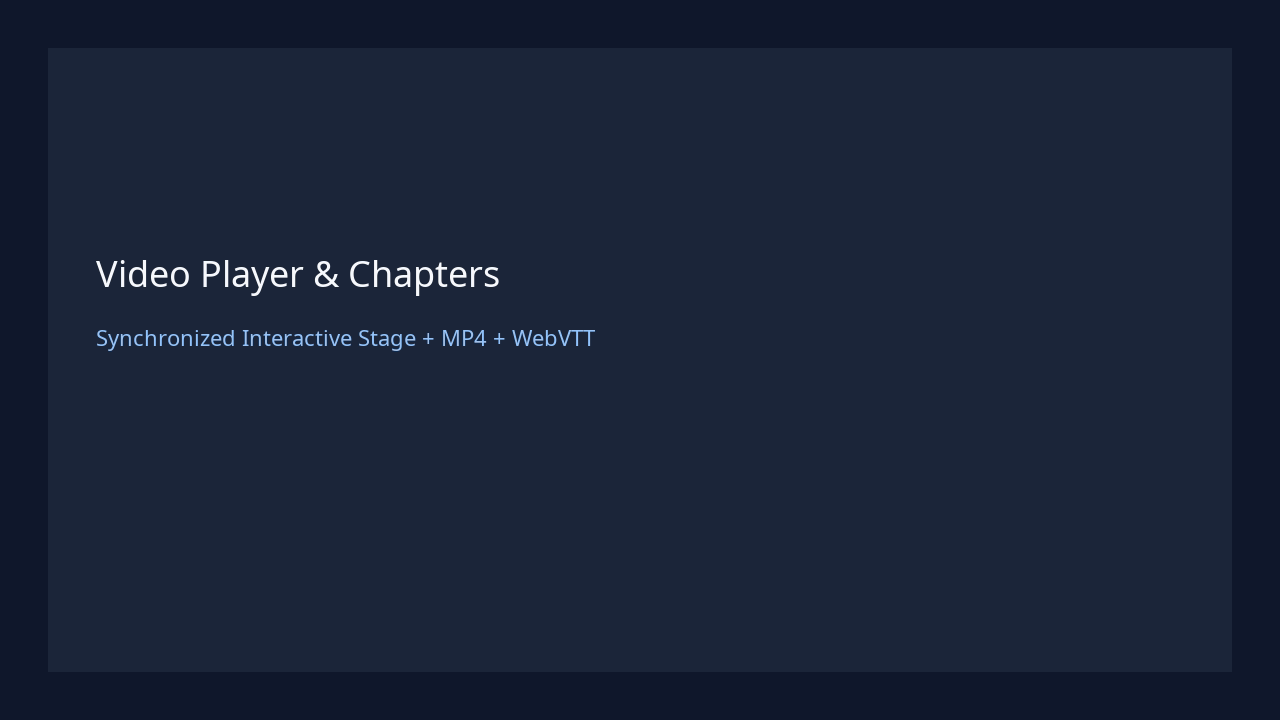 Video Player & Chapters
Synchronized Interactive Stage + MP4 + WebVTT